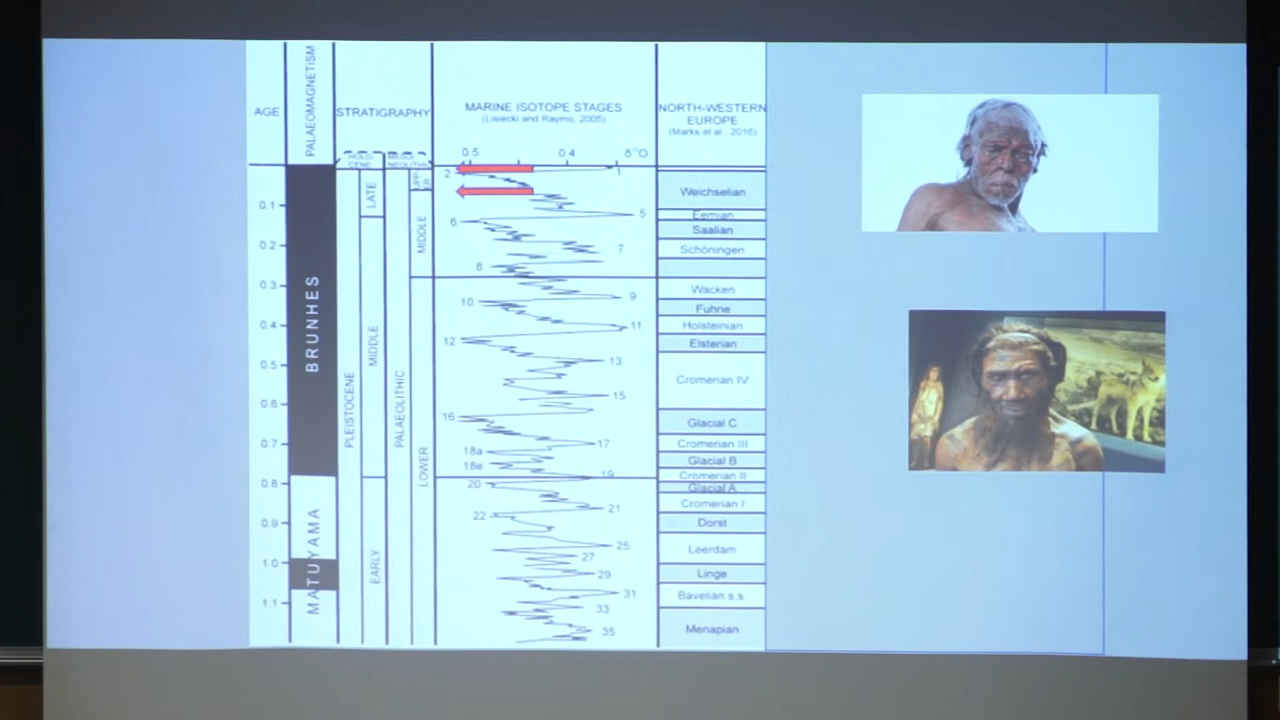 AGE
PALAEOMAGNETISM
STRATIGRAPHY
MARINE ISOTOPE STAGES
(Lisiecki and Raymo, 2005)
NORTH-WESTERN
EUROPE
(Marks et al., 2016)
HOLO-
CENE
MESO-
NEOLITHIC
0.5
0.4
δ¹⁸O
0.1
0.2
0.3
0.4
0.5
0.6
0.7
0.8
0.9
1.0
1.1
BRUNHES
MATUYAMA
PLEISTOCENE
LATE
MIDDLE
EARLY
PALAEOLITHIC
MIDDLE
LOWER
1
2
5
6
7
8
9
10
11
12
13
15
16
17
18a
18e
19
20
21
22
25
27
29
31
33
35
Weichselian
Eemian
Saalian
Schöningen
Wacken
Fuhne
Holsteinian
Elsterian
Cromerian IV
Glacial C
Cromerian III
Glacial B
Cromerian II
Glacial A
Cromerian I
Dorst
Leerdam
Linge
Bavelian s.s.
Menapian